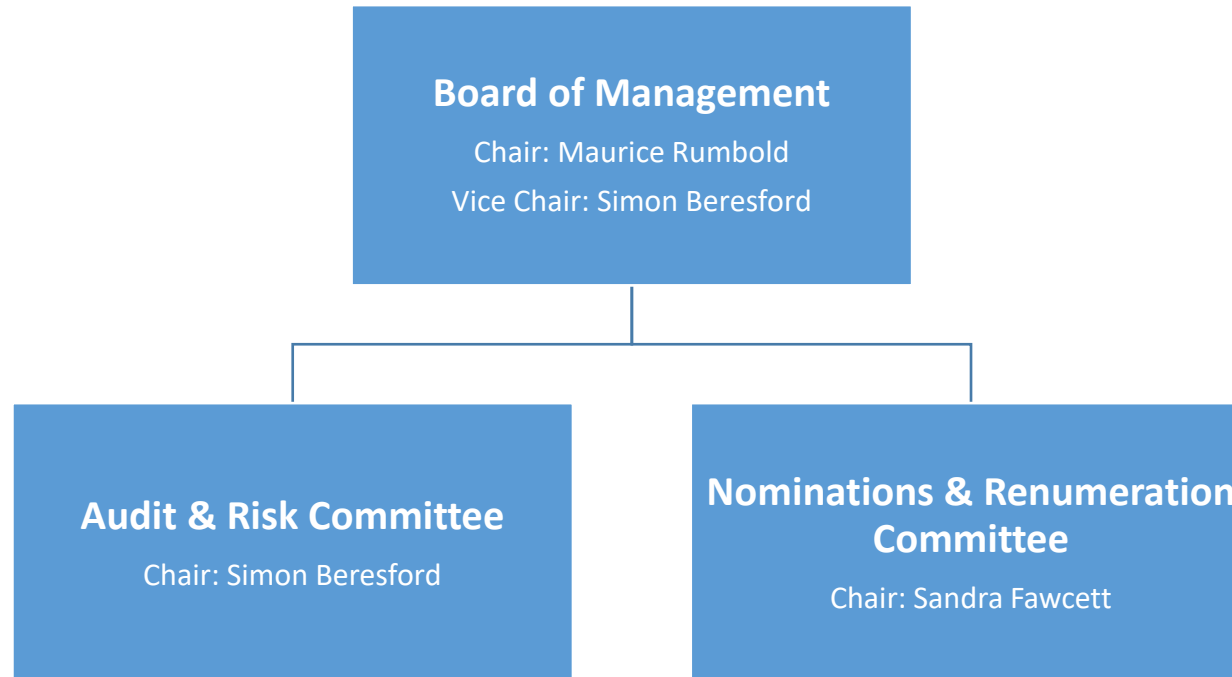 Board of Management
Chair: Maurice Rumbold
Vice Chair: Simon Beresford
Audit & Risk Committee
Chair: Simon Beresford
Nominations & Renumeration
Committee
Chair: Sandra Fawcett